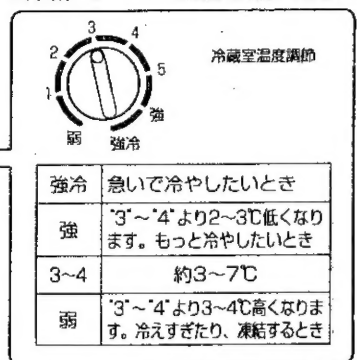 冷蔵室温度調節
1
2
3
4
5
強
弱
強冷
強冷 急いで冷やしたいとき
強 "3"～"4"より2～3℃低くなり
ます。もっと冷やしたいとき
3～4 約3～7℃
弱 "3"～"4"より3～4℃高くなりま
す。冷えすぎたり、凍結するとき